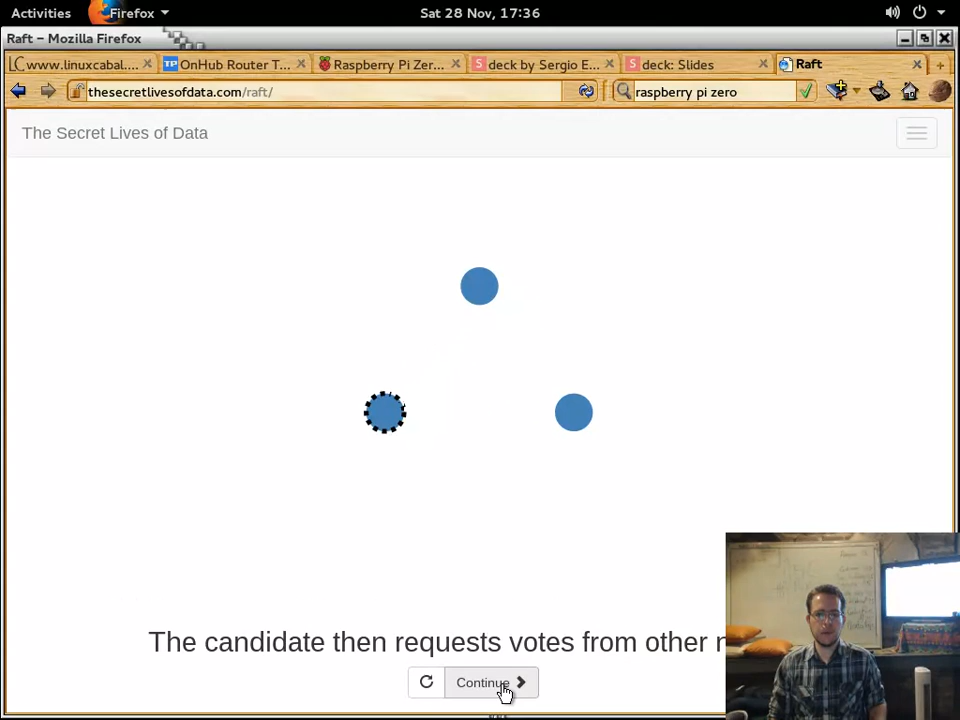 Activities Firefox Sat 28 Nov, 17:36
Raft – Mozilla Firefox
www.linuxcabal.... OnHub Router T... Raspberry Pi Zer... deck by Sergio E... deck: Slides Raft
thesecretlivesofdata.com/raft/ raspberry pi zero
The Secret Lives of Data
The candidate then requests votes from other
Continue